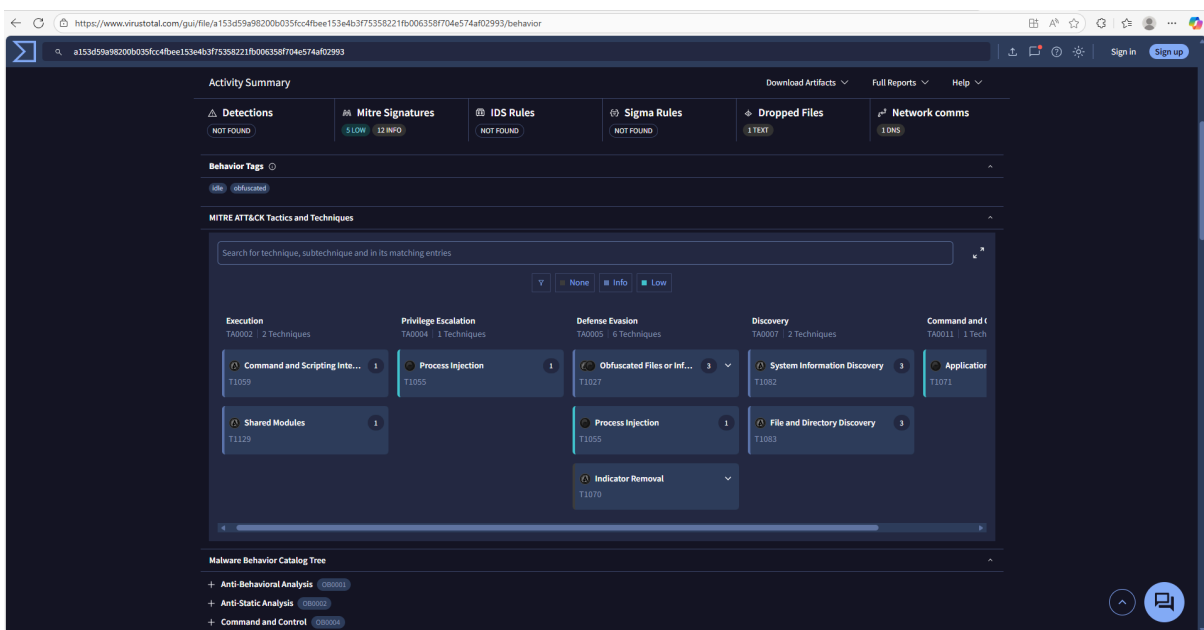 https://www.virustotal.com/gui/file/a153d59a98200b035fcc4fbee153e4b3f75358221fb006358f704e574af02993/behavior
a153d59a98200b035fcc4fbee153e4b3f75358221fb006358f704e574af02993
Sign in Sign up
Activity Summary Download Artifacts Full Reports Help
Detections Mitre Signatures IDS Rules Sigma Rules Dropped Files Network comms
NOT FOUND 5 LOW 12 INFO NOT FOUND NOT FOUND 1 TEXT 1 DNS
Behavior Tags
idle obfuscated
MITRE ATT&CK Tactics and Techniques
Search for technique, subtechnique and in its matching entries
None Info Low
Execution Privilege Escalation Defense Evasion Discovery Command and C
TA0002 | 2 Techniques TA0004 | 1 Techniques TA0005 | 6 Techniques TA0007 | 2 Techniques TA0011 | 1 Tech
Command and Scripting Inte... 1 Process Injection 1 Obfuscated Files or Inf... 3 System Information Discovery 3 Application
T1059 T1055 T1027 T1082 T1071
Shared Modules 1 Process Injection 1 File and Directory Discovery 3
T1129 T1055 T1083
Indicator Removal
T1070
Malware Behavior Catalog Tree
+ Anti-Behavioral Analysis OB0001
+ Anti-Static Analysis OB0002
+ Command and Control OB0004